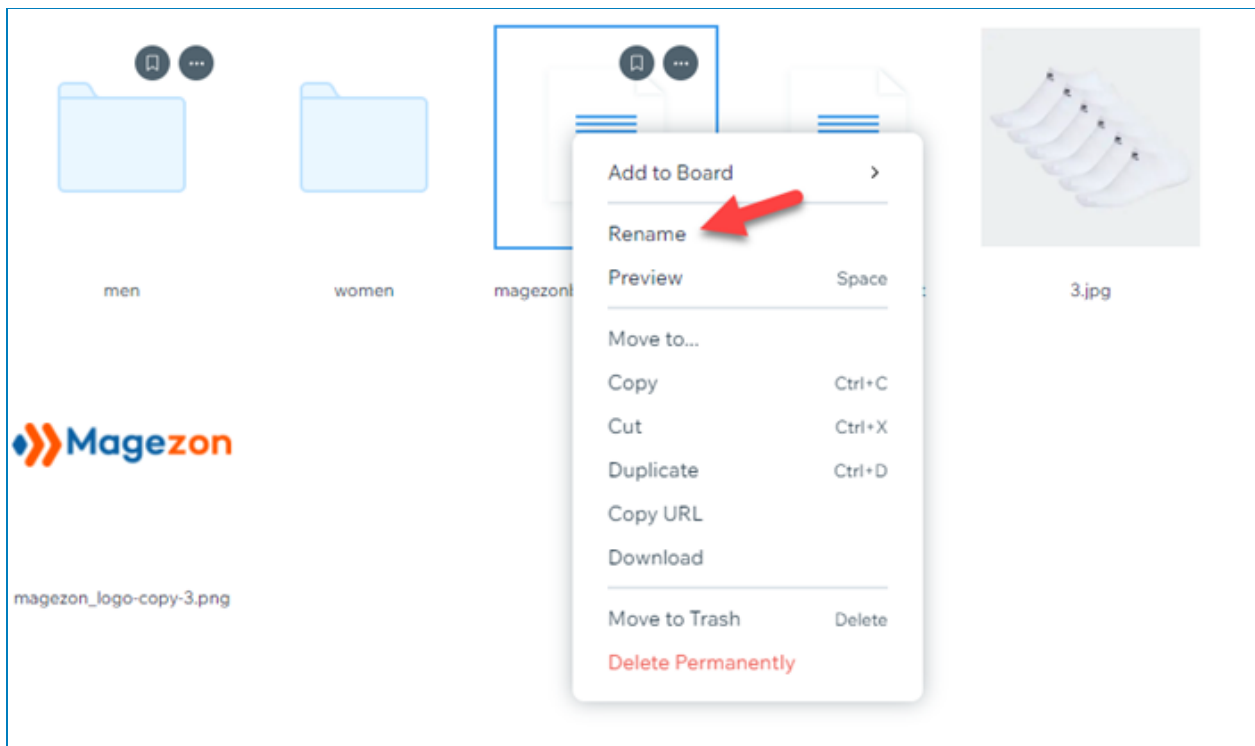 Add to Board
Rename
Preview Space
men
women
3.jpg
Move to...
Copy Ctrl+C
Cut Ctrl+X
Magezon
Duplicate Ctrl+D
Copy URL
Download
magezon_logo-copy-3.png
Move to Trash Delete
Delete Permanently